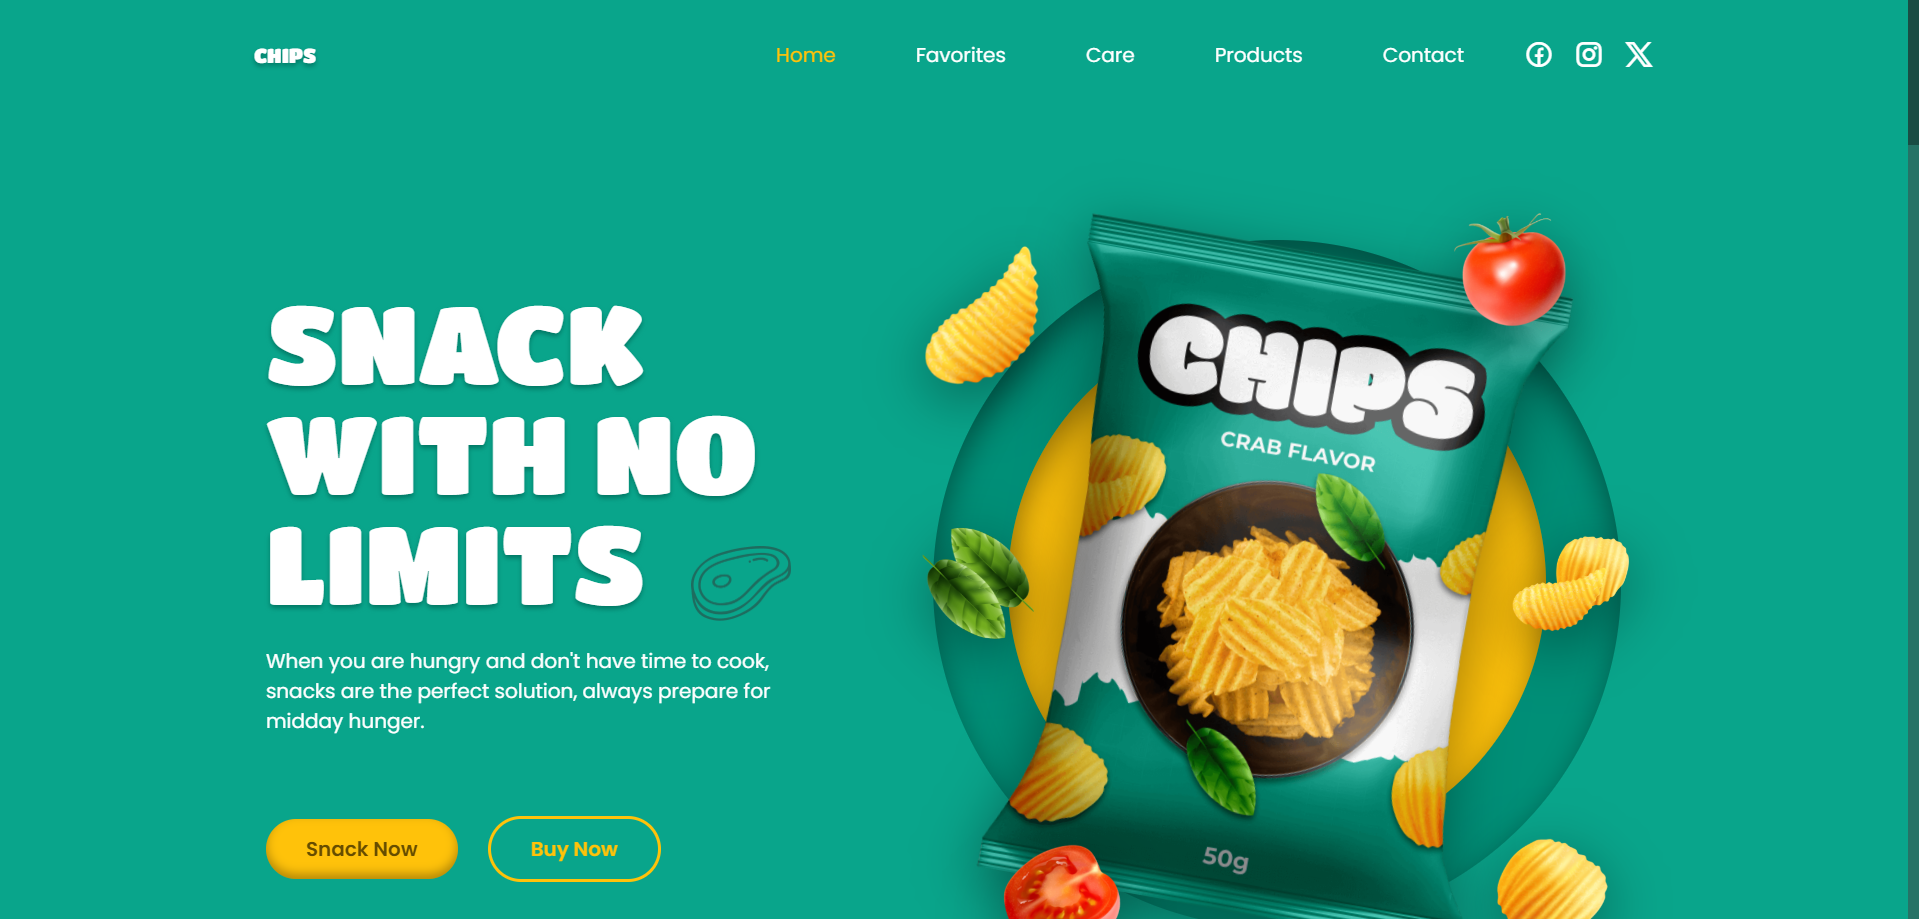 CHIPS
Home Favorites Care Products Contact
SNACK
WITH NO
LIMITS
When you are hungry and don't have time to cook,
snacks are the perfect solution, always prepare for
midday hunger.
Snack Now Buy Now
CHIPS
CRAB FLAVOR
50g